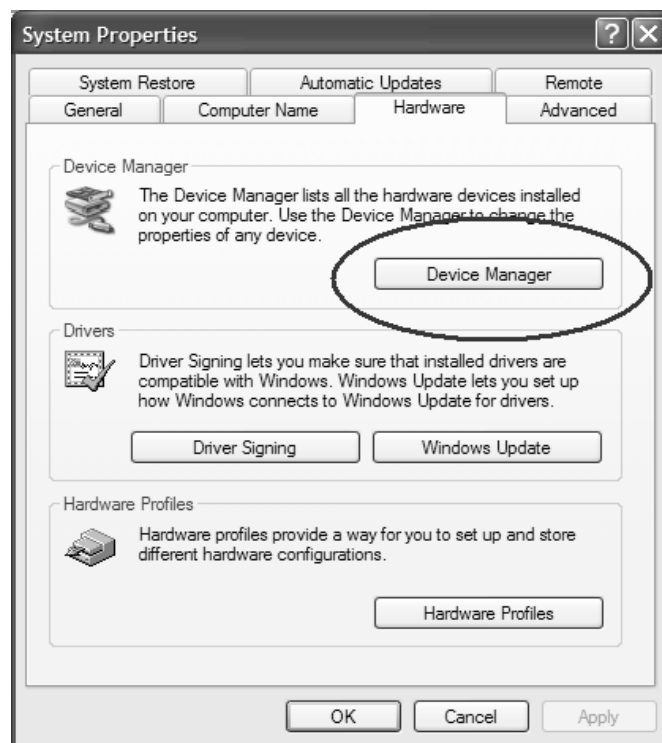 System Properties
System Restore Automatic Updates Remote
General Computer Name Hardware Advanced
Device Manager
The Device Manager lists all the hardware devices installed
on your computer. Use the Device Manager to change the
properties of any device.
Device Manager
Drivers
Driver Signing lets you make sure that installed drivers are
compatible with Windows. Windows Update lets you set up
how Windows connects to Windows Update for drivers.
Driver Signing Windows Update
Hardware Profiles
Hardware profiles provide a way for you to set up and store
different hardware configurations.
Hardware Profiles
OK Cancel Apply